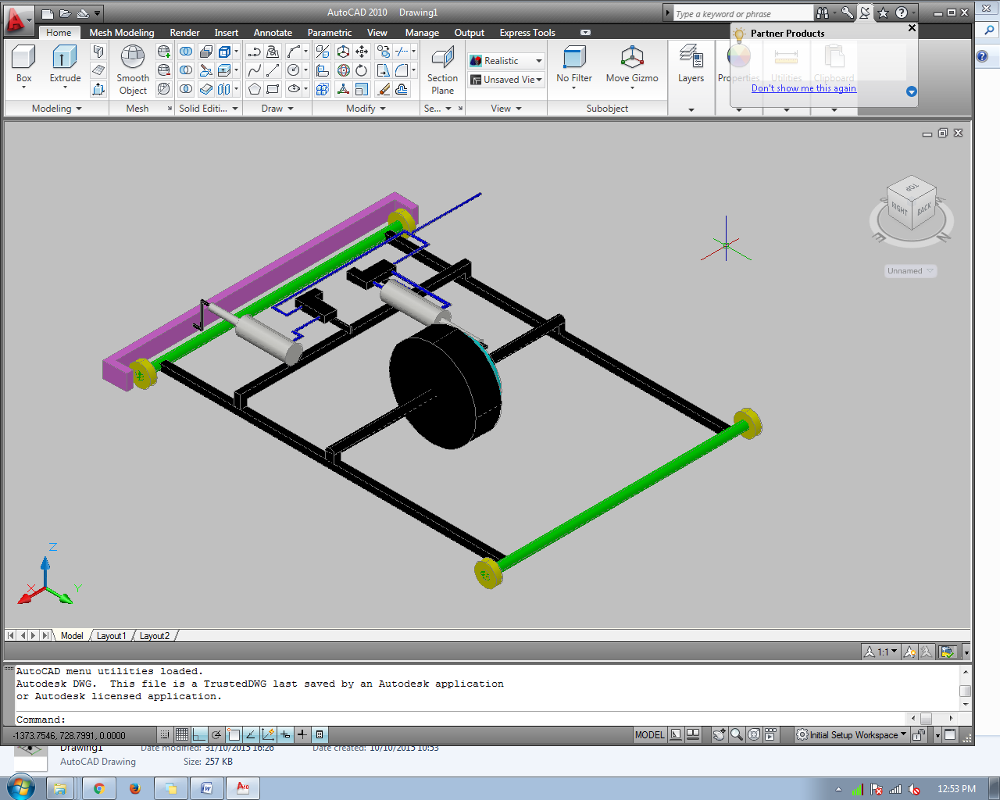 AutoCAD 2010 Drawing1
Type a keyword or phrase
Home Mesh Modeling Render Insert Annotate Parametric View Manage Output Express Tools
Partner Products
Don't show me this again
Box
Extrude
Smooth
Object
Section
Plane
Realistic
Unsaved Vie
No Filter
Move Gizmo
Layers
Properties
Utilities
Clipboard
Modeling
Mesh
Solid Editi...
Draw
Modify
Se...
View
Subobject
TOP
RIGHT
BACK
N
E
Unnamed
Z
X
Y
Model Layout1 Layout2
1:1
AutoCAD menu utilities loaded.
Autodesk DWG. This file is a TrustedDWG last saved by an Autodesk application
or Autodesk licensed application.
Command:
-1373.7546, 728.7991, 0.0000
MODEL
Initial Setup Workspace
Drawing1 Date modified: 31/10/2015 16:26 Date created: 10/10/2015 10:53
AutoCAD Drawing Size: 257 KB
12:53 PM